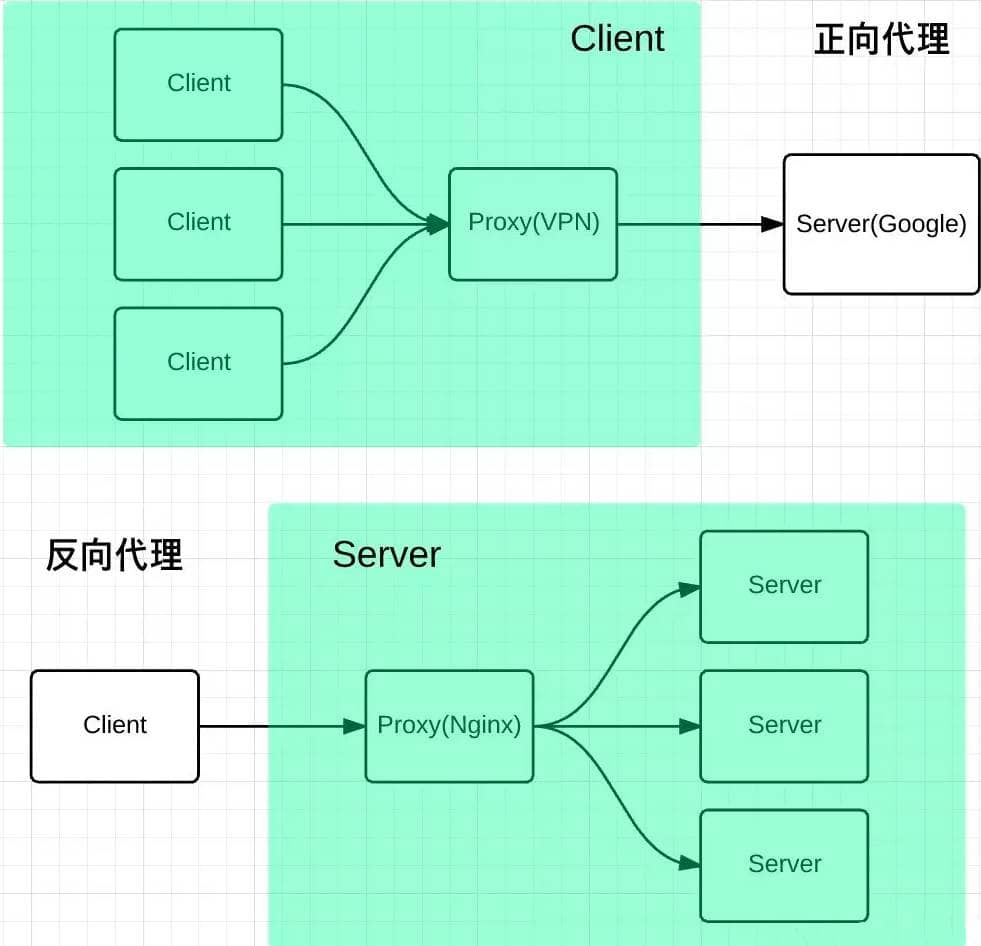 Client
正向代理
Client
Client
Proxy(VPN)
Server(Google)
Client
反向代理
Server
Server
Client
Proxy(Nginx)
Server
Server